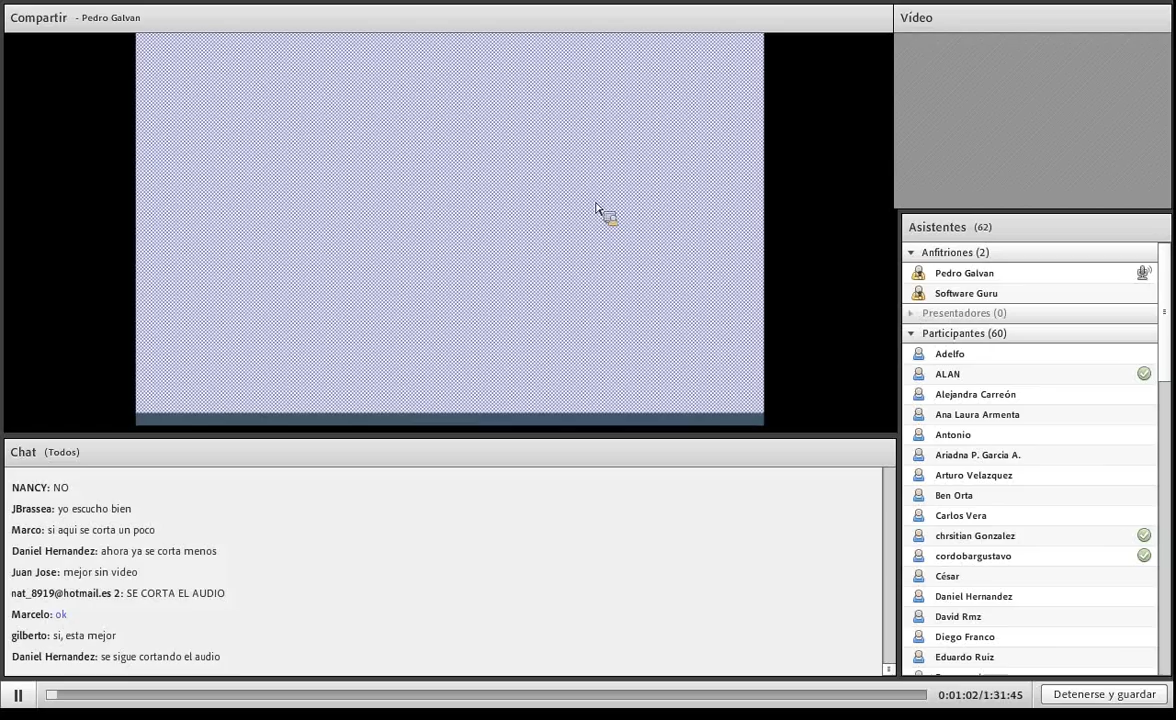 Compartir - Pedro Galvan
Vídeo
Asistentes (62)
Anfitriones (2)
Pedro Galvan
Software Guru
Presentadores (0)
Participantes (60)
Adelfo
ALAN
Alejandra Carreón
Ana Laura Armenta
Antonio
Ariadna P. Garcia A.
Arturo Velazquez
Ben Orta
Carlos Vera
chrsitian Gonzalez
cordobargustavo
César
Daniel Hernandez
David Rmz
Diego Franco
Eduardo Ruiz
Chat (Todos)
NANCY: NO
JBrassea: yo escucho bien
Marco: si aqui se corta un poco
Daniel Hernandez: ahora ya se corta menos
Juan Jose: mejor sin video
nat_8919@hotmail.es 2: SE CORTA EL AUDIO
Marcelo: ok
gilberto: si, esta mejor
Daniel Hernandez: se sigue cortando el audio
0:01:02/1:31:45
Detenerse y guardar